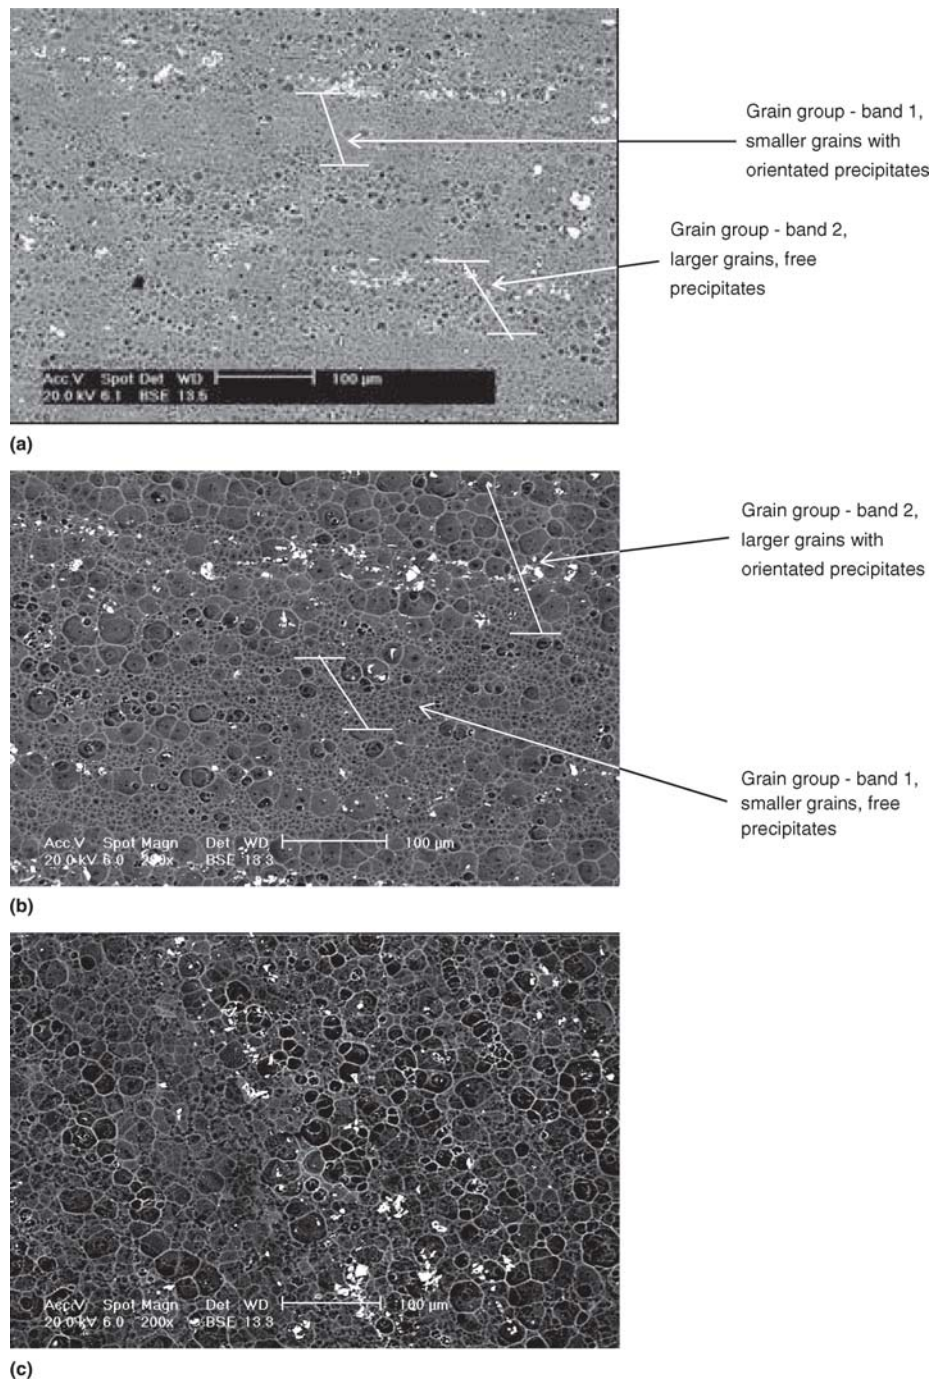 Grain group - band 1,
smaller grains with
orientated precipitates
Grain group - band 2,
larger grains, free
precipitates
Acc.V Spot Det WD 100 µm
20.0 kV 6.1 BSE 13.5
(a)
Grain group - band 2,
larger grains with
orientated precipitates
Grain group - band 1,
smaller grains, free
precipitates
Acc.V Spot Magn Det WD 100 µm
20.0 kV 6.0 200x BSE 13.3
(b)
Acc.V Spot Magn Det WD 100 µm
20.0 kV 6.0 200x BSE 13.3
(c)